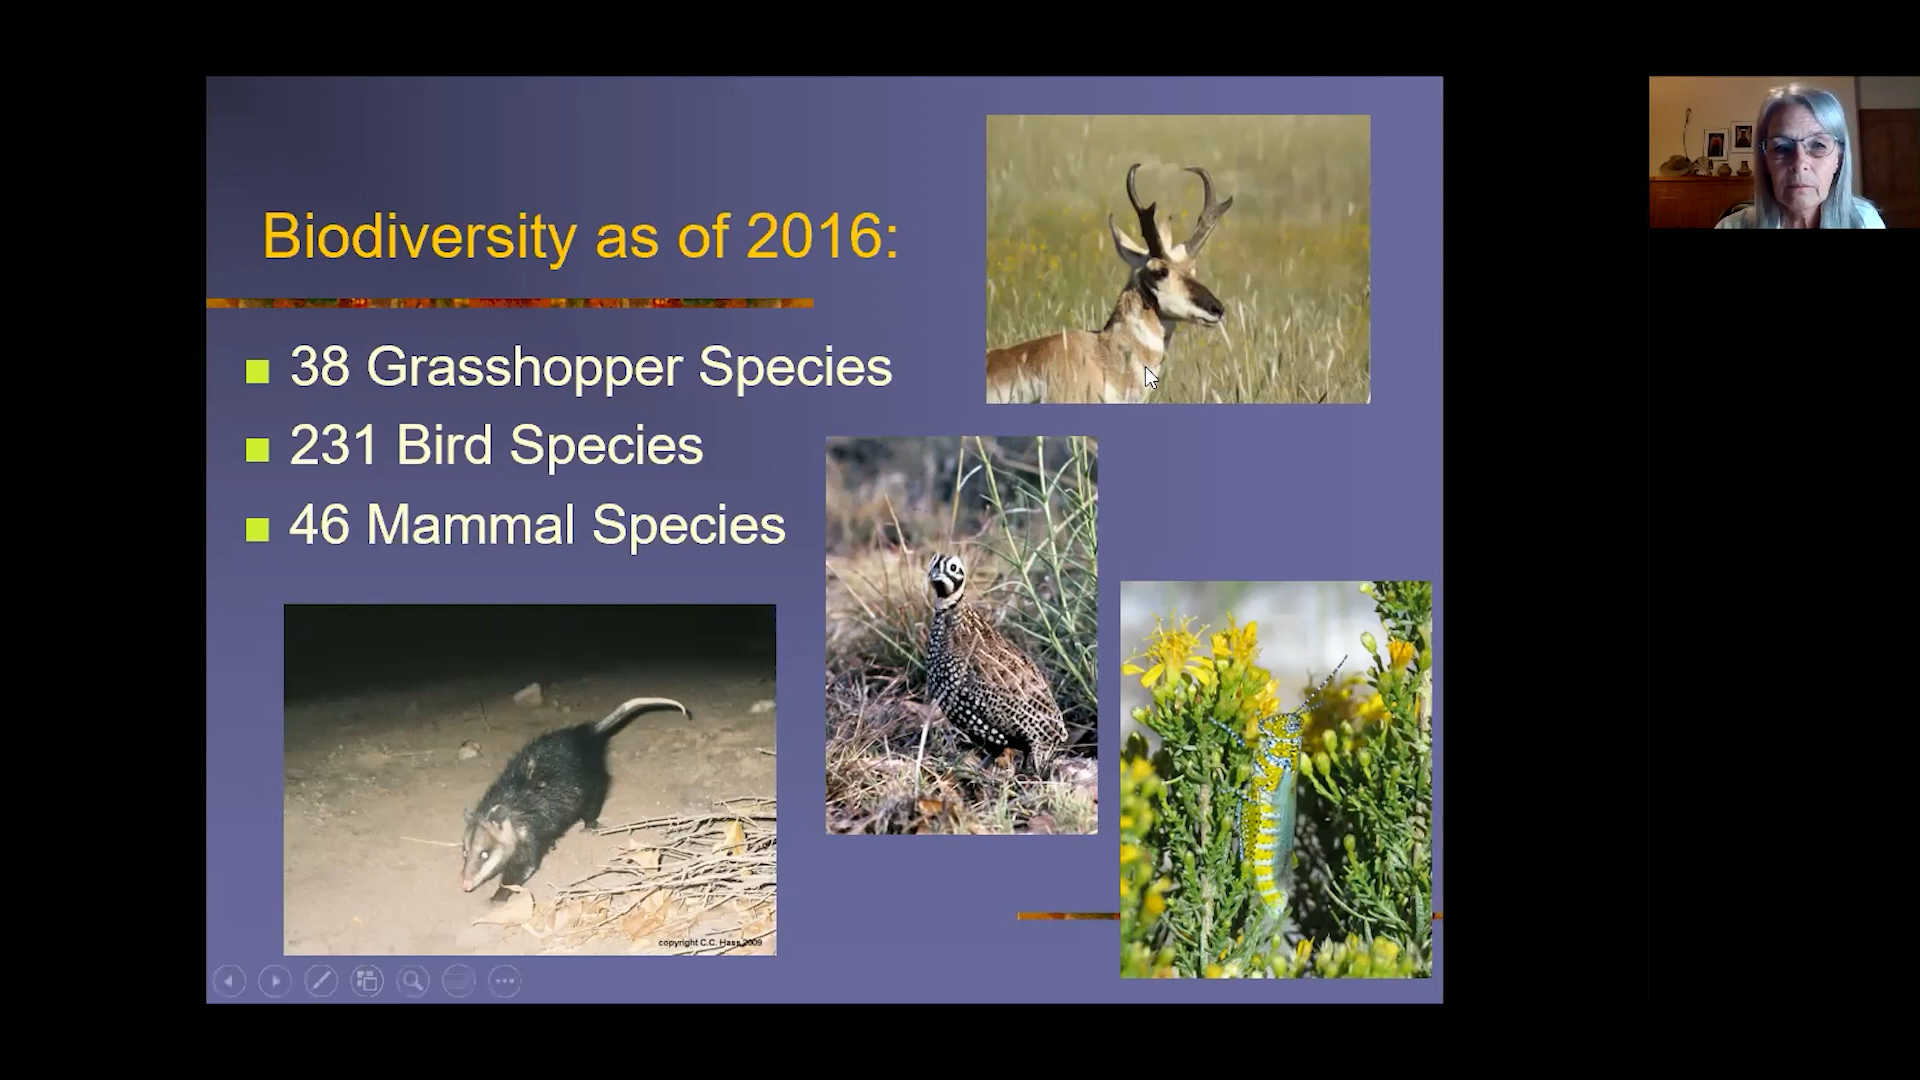 Biodiversity as of 2016:
38 Grasshopper Species
231 Bird Species
46 Mammal Species
copyright C.C. Hass 2009